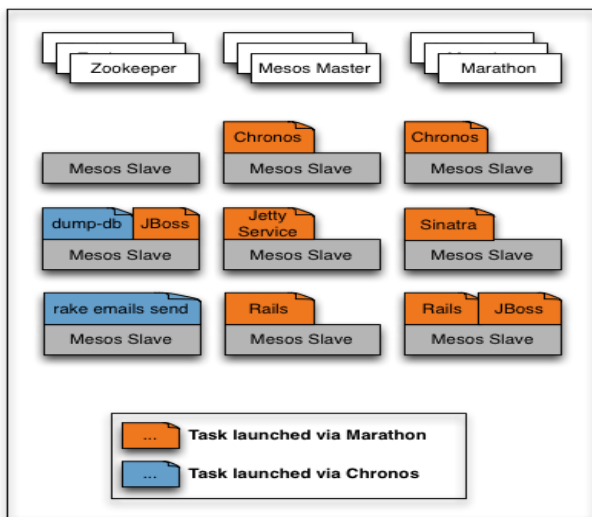 Zookeeper
Mesos Master
Marathon
Chronos
Chronos
Mesos Slave
Mesos Slave
Mesos Slave
dump-db
JBoss
Jetty
Service
Sinatra
Mesos Slave
Mesos Slave
Mesos Slave
rake emails send
Rails
Rails
JBoss
Mesos Slave
Mesos Slave
Mesos Slave
... Task launched via Marathon
... Task launched via Chronos